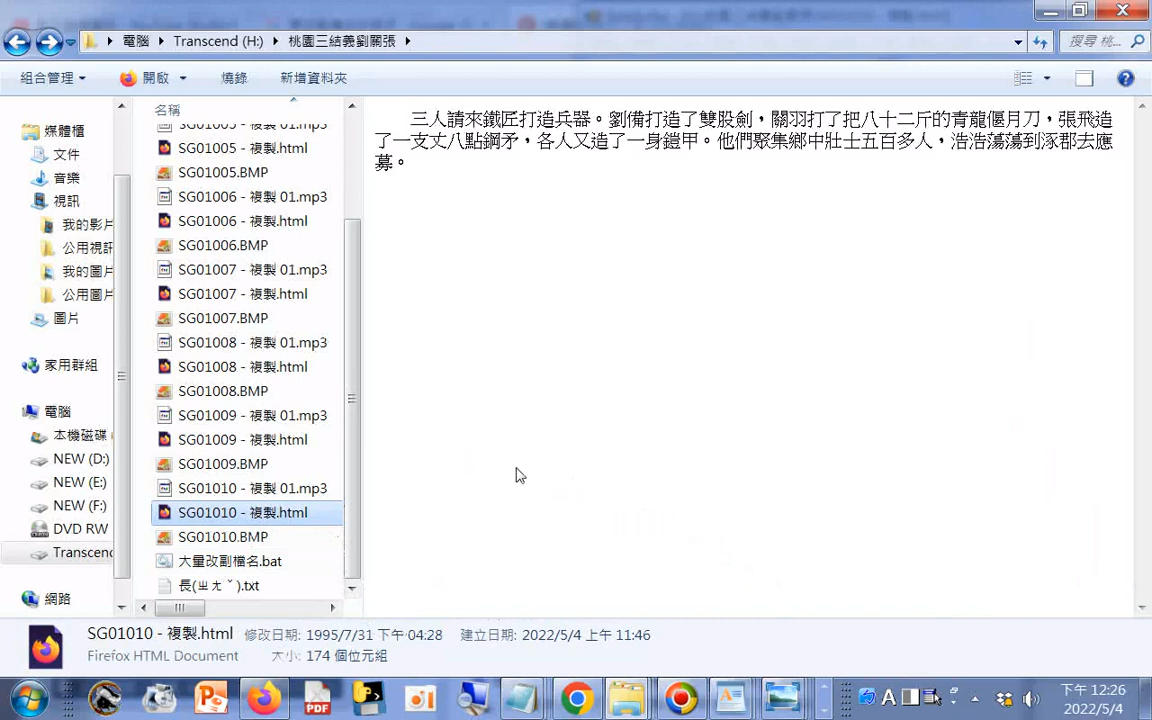 電腦 Transcend (H:) 桃園三結義劉關張
搜尋 桃...
組合管理 開啟 燒錄 新增資料夾
媒體櫃
文件
音樂
視訊
我的影片
公用視訊
我的圖片
公用圖片
圖片
家用群組
電腦
本機磁碟
NEW (D:)
NEW (E:)
NEW (F:)
DVD RW
Transcend
網路
名稱
SG01005 - 複製 01.mp3
SG01005 - 複製.html
SG01005.BMP
SG01006 - 複製 01.mp3
SG01006 - 複製.html
SG01006.BMP
SG01007 - 複製 01.mp3
SG01007 - 複製.html
SG01007.BMP
SG01008 - 複製 01.mp3
SG01008 - 複製.html
SG01008.BMP
SG01009 - 複製 01.mp3
SG01009 - 複製.html
SG01009.BMP
SG01010 - 複製 01.mp3
SG01010 - 複製.html
SG01010.BMP
大量改副檔名.bat
長(ㄓㄤˇ).txt
三人請來鐵匠打造兵器。劉備打造了雙股劍，關羽打了把八十二斤的青龍偃月刀，張飛造
了一支丈八點鋼矛，各人又造了一身鎧甲。他們聚集鄉中壯士五百多人，浩浩蕩蕩到涿郡去應
募。
SG01010 - 複製.html 修改日期: 1995/7/31 下午 04:28 建立日期: 2022/5/4 上午 11:46
Firefox HTML Document 大小: 174 個位元組
PDF
A
下午 12:26
2022/5/4